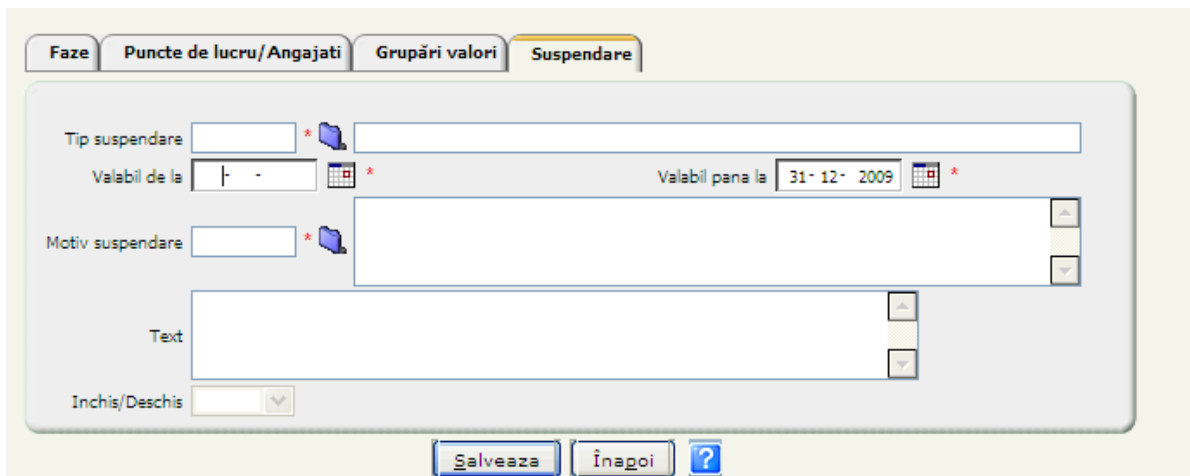 Faze Puncte de lucru/Angajati Grupări valori Suspendare
Tip suspendare *
Valabil de la - - * Valabil pana la 31- 12- 2009 *
Motiv suspendare *
Text
Inchis/Deschis
Salveaza Înapoi ?